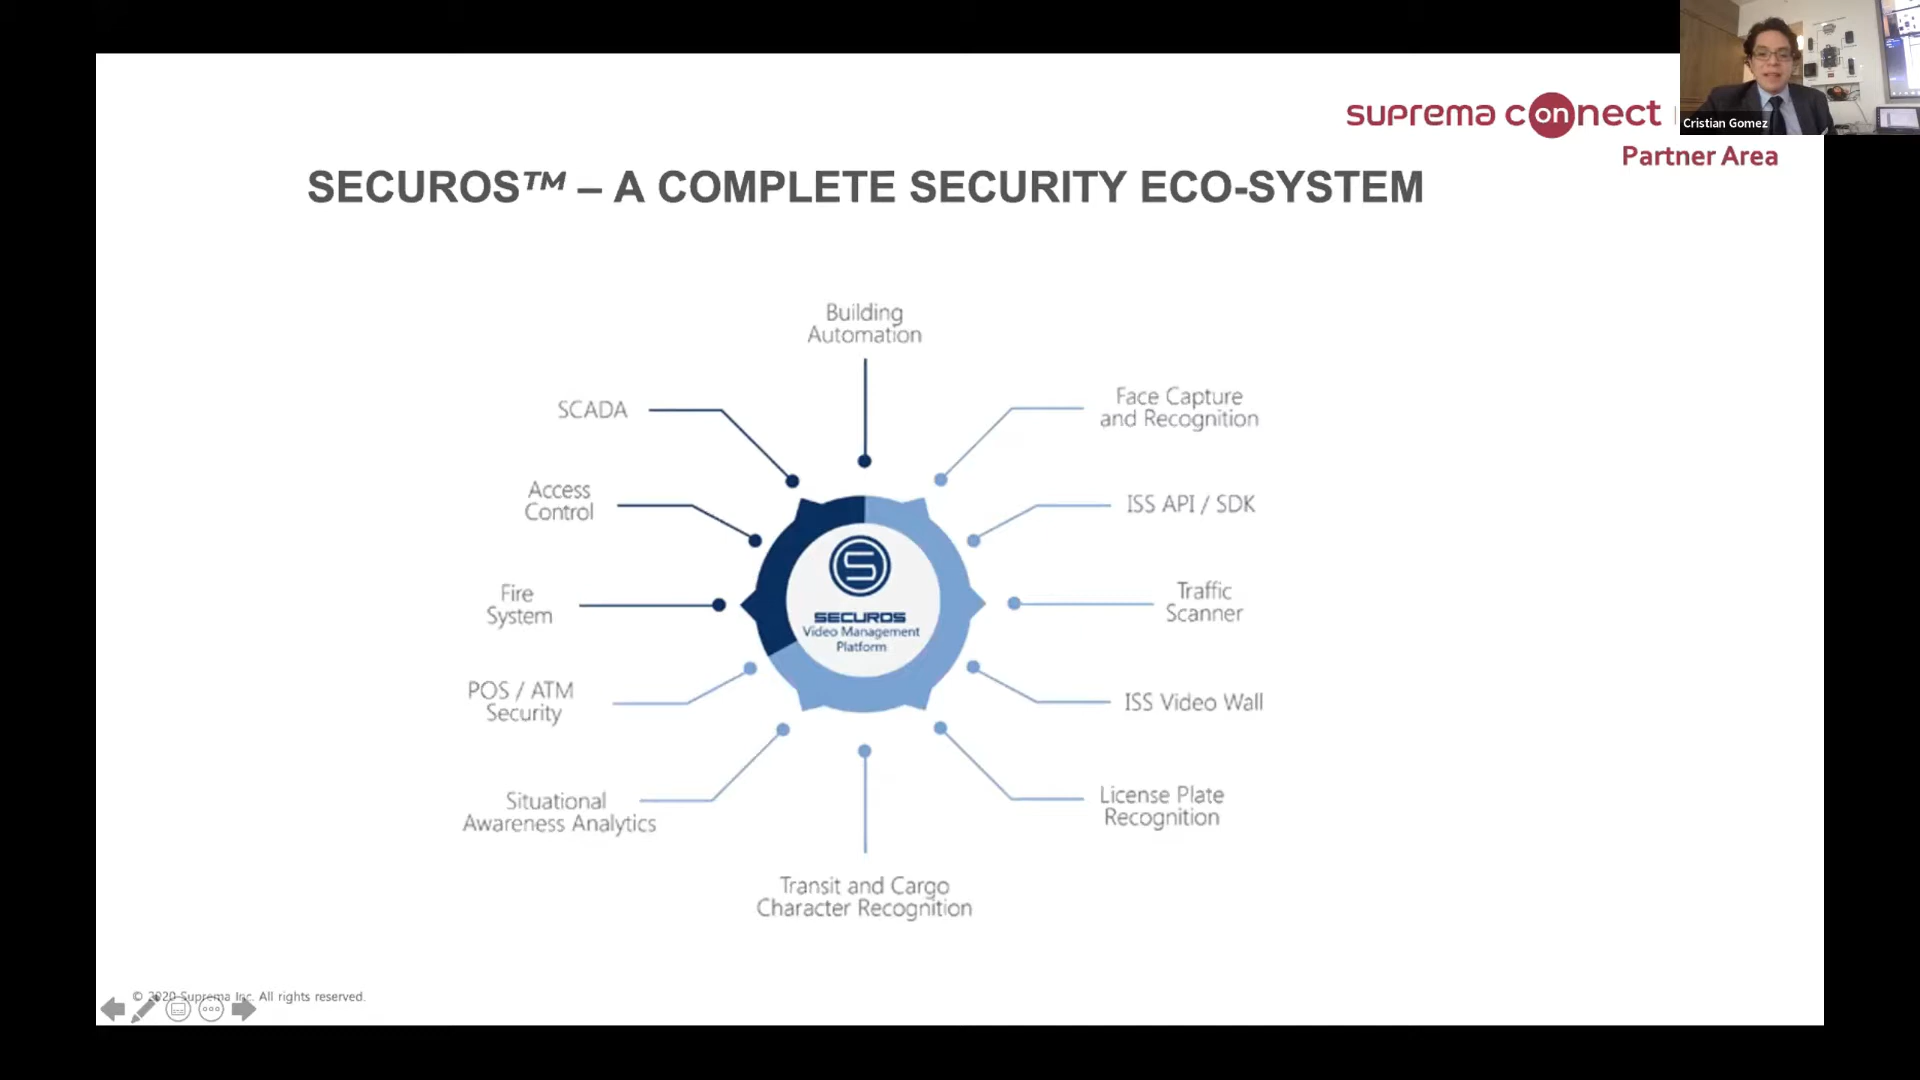 suprema connect
Cristian Gomez
Partner Area
SECUROS™ – A COMPLETE SECURITY ECO-SYSTEM
Building
Automation
SCADA
Face Capture
and Recognition
Access
Control
ISS API / SDK
Fire
System
Traffic
Scanner
SECUROS
Video Management
Platform
POS / ATM
Security
ISS Video Wall
Situational
Awareness Analytics
License Plate
Recognition
Transit and Cargo
Character Recognition
© 2020 Suprema Inc. All rights reserved.